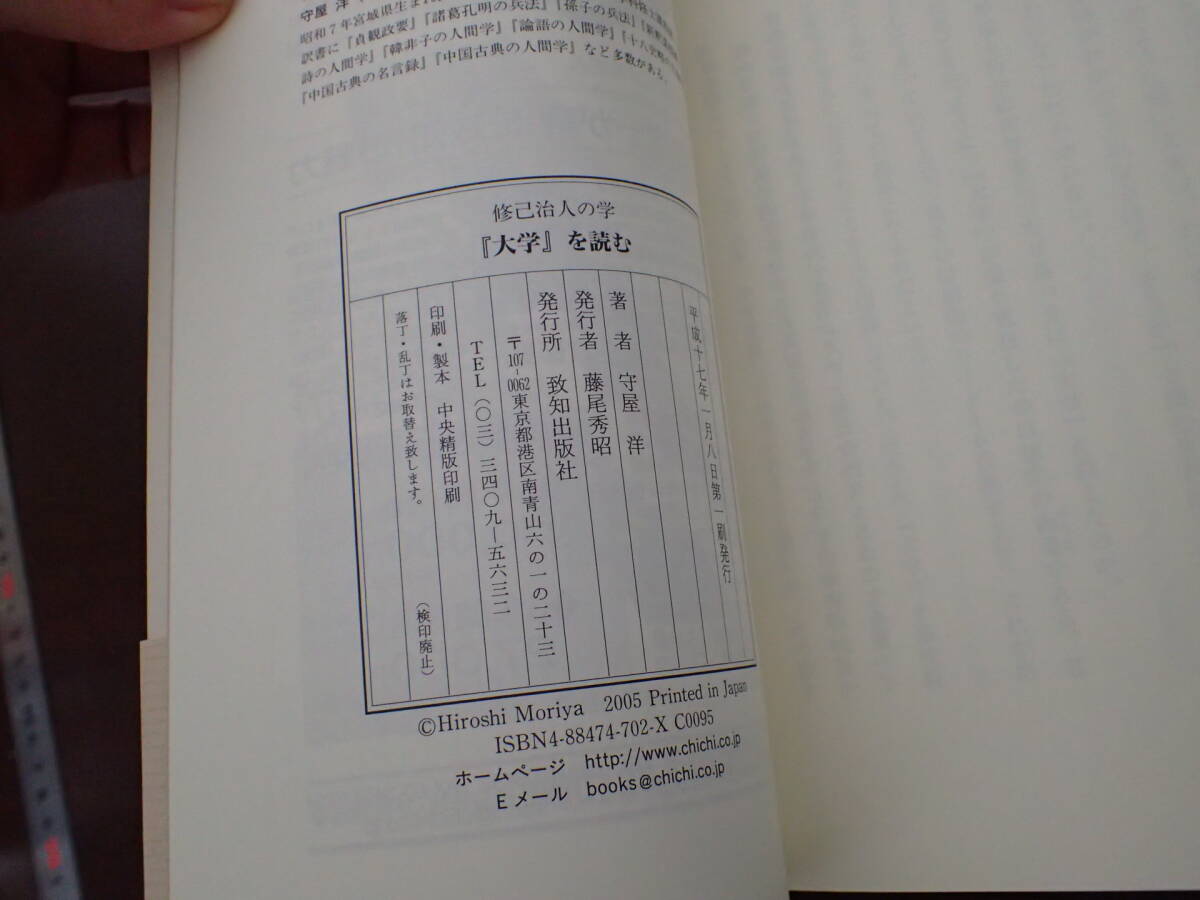 守屋 洋
昭和7年宮城県生まれ
訳書に『貞観政要』『諸葛孔明の兵法』『孫子の兵法』
詩の人間学』『韓非子の人間学』『論語の人間学』『十八史略の
『中国古典の名言録』『中国古典の人間学』など多数がある。
修己治人の学
『大学』を読む
平成十七年一月八日第一刷発行
著 者 守屋 洋
発行者 藤尾秀昭
発行所 致知出版社
〒107-0062 東京都港区南青山六の一の二十三
TEL(〇三)三四〇九―五六三二
印刷・製本 中央精版印刷
落丁・乱丁はお取替え致します。
(検印廃止)
©Hiroshi Moriya 2005 Printed in Japan
ISBN4-88474-702-X C0095
ホームページ http://www.chichi.co.jp
Eメール books@chichi.co.jp